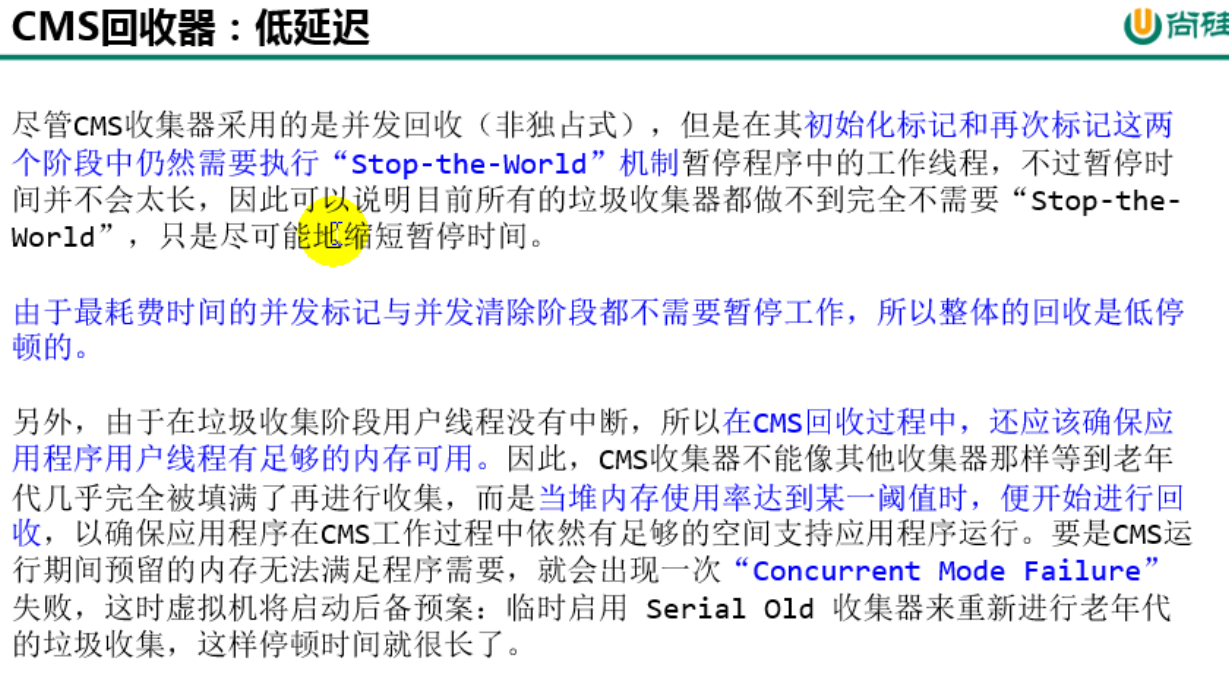 CMS回收器：低延迟
尚硅
尽管CMS收集器采用的是并发回收（非独占式），但是在其初始化标记和再次标记这两
个阶段中仍然需要执行“Stop-the-World”机制暂停程序中的工作线程，不过暂停时
间并不会太长，因此可以说明目前所有的垃圾收集器都做不到完全不需要“Stop-the-
World”，只是尽可能地缩短暂停时间。
由于最耗费时间的并发标记与并发清除阶段都不需要暂停工作，所以整体的回收是低停
顿的。
另外，由于在垃圾收集阶段用户线程没有中断，所以在CMS回收过程中，还应该确保应
用程序用户线程有足够的内存可用。因此，CMS收集器不能像其他收集器那样等到老年
代几乎完全被填满了再进行收集，而是当堆内存使用率达到某一阈值时，便开始进行回
收，以确保应用程序在CMS工作过程中依然有足够的空间支持应用程序运行。要是CMS运
行期间预留的内存无法满足程序需要，就会出现一次“Concurrent Mode Failure”
失败，这时虚拟机将启动后备预案：临时启用 Serial Old 收集器来重新进行老年代
的垃圾收集，这样停顿时间就很长了。